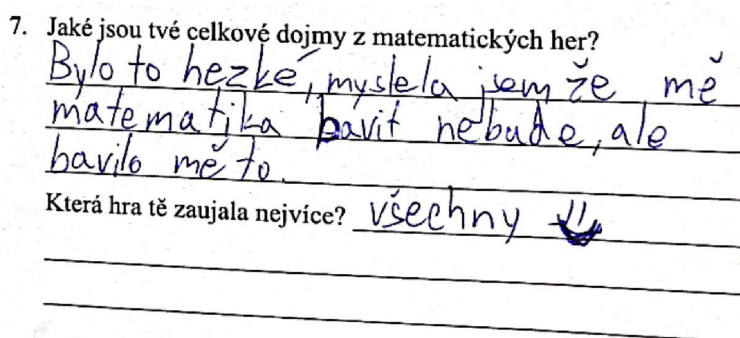 7. Jaké jsou tvé celkové dojmy z matematických her?
Bylo to hezké, myslela jsem že mě
matematika bavit nebude, ale
bavilo mě to.
Která hra tě zaujala nejvíce? všechny